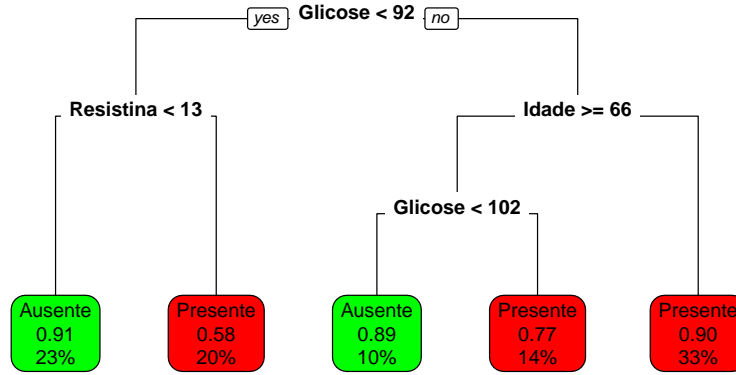 Glicose < 92
yes
no
Resistina < 13
Idade >= 66
Glicose < 102
Ausente
0.91
23%
Presente
0.58
20%
Ausente
0.89
10%
Presente
0.77
14%
Presente
0.90
33%